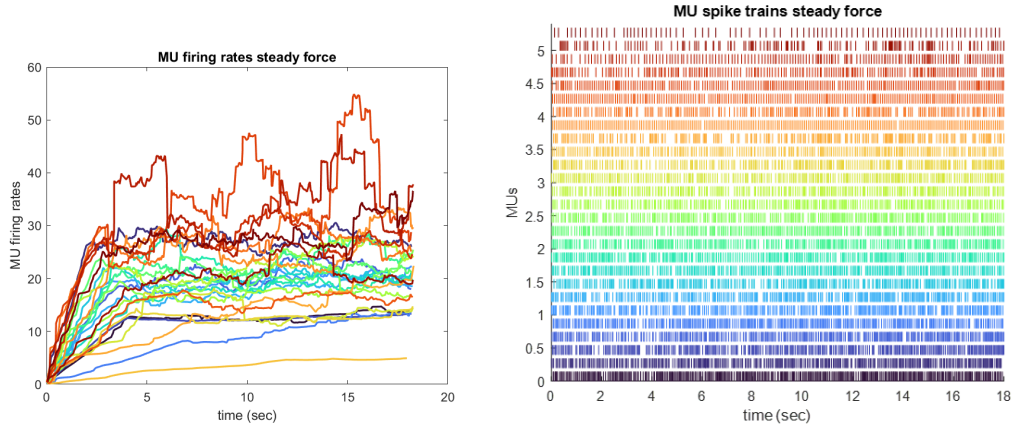 MU firing rates steady force
60
50
40
30
20
10
0
MU firing rates
0 5 10 15 20
time (sec)
MU spike trains steady force
5
4.5
4
3.5
3
2.5
2
1.5
1
0.5
0
MUs
0 2 4 6 8 10 12 14 16 18
time (sec)